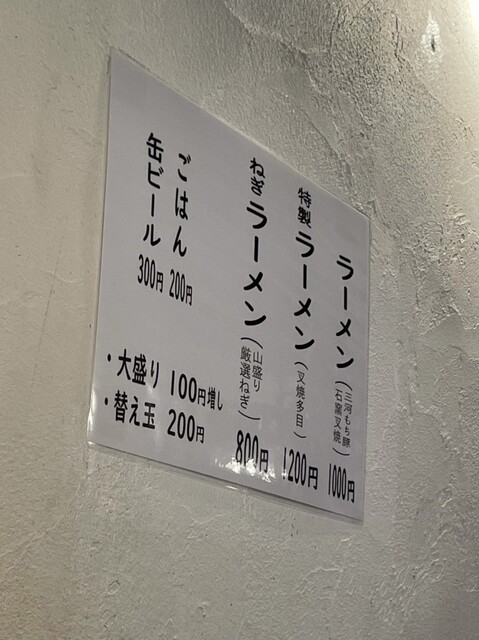 ラーメン(三河もち豚石窯叉焼) 1000円
特製ラーメン(叉焼多目) 1200円
ねぎラーメン(山盛り厳選ねぎ) 800円
ごはん 200円
缶ビール 300円
・大盛り 100円増し
・替え玉 200円